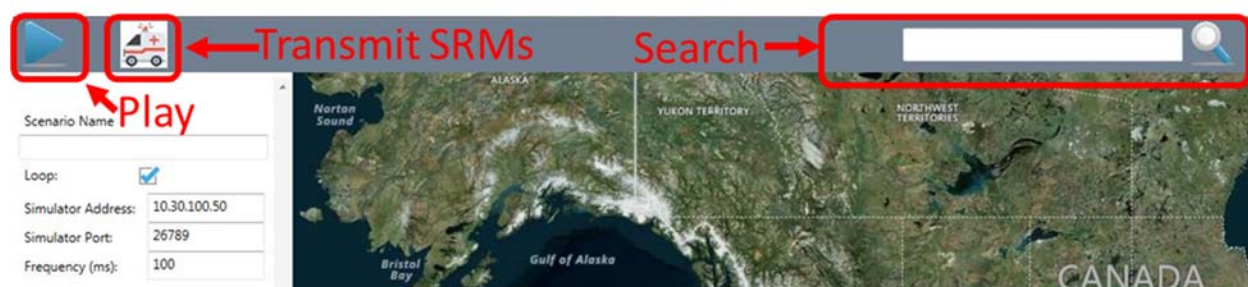 Transmit SRMs
Search
Play
Scenario Name
Loop:
Simulator Address: 10.30.100.50
Simulator Port: 26789
Frequency (ms): 100
ALASKA
Norton
Sound
YUKON TERRITORY
NORTHWEST
TERRITORIES
Bristol
Bay
Gulf of Alaska
CANADA